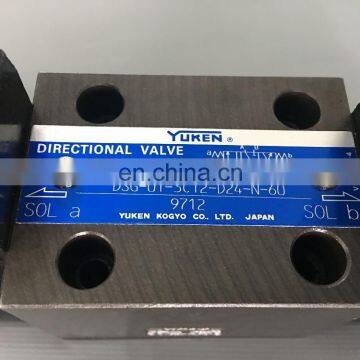 YUKEN ®
DIRECTIONAL VALVE
a b
en.china.cn
DSG-01-3C12-D24-N-60
SOL a 9712 SOL b
YUKEN KOGYO CO., LTD. JAPAN